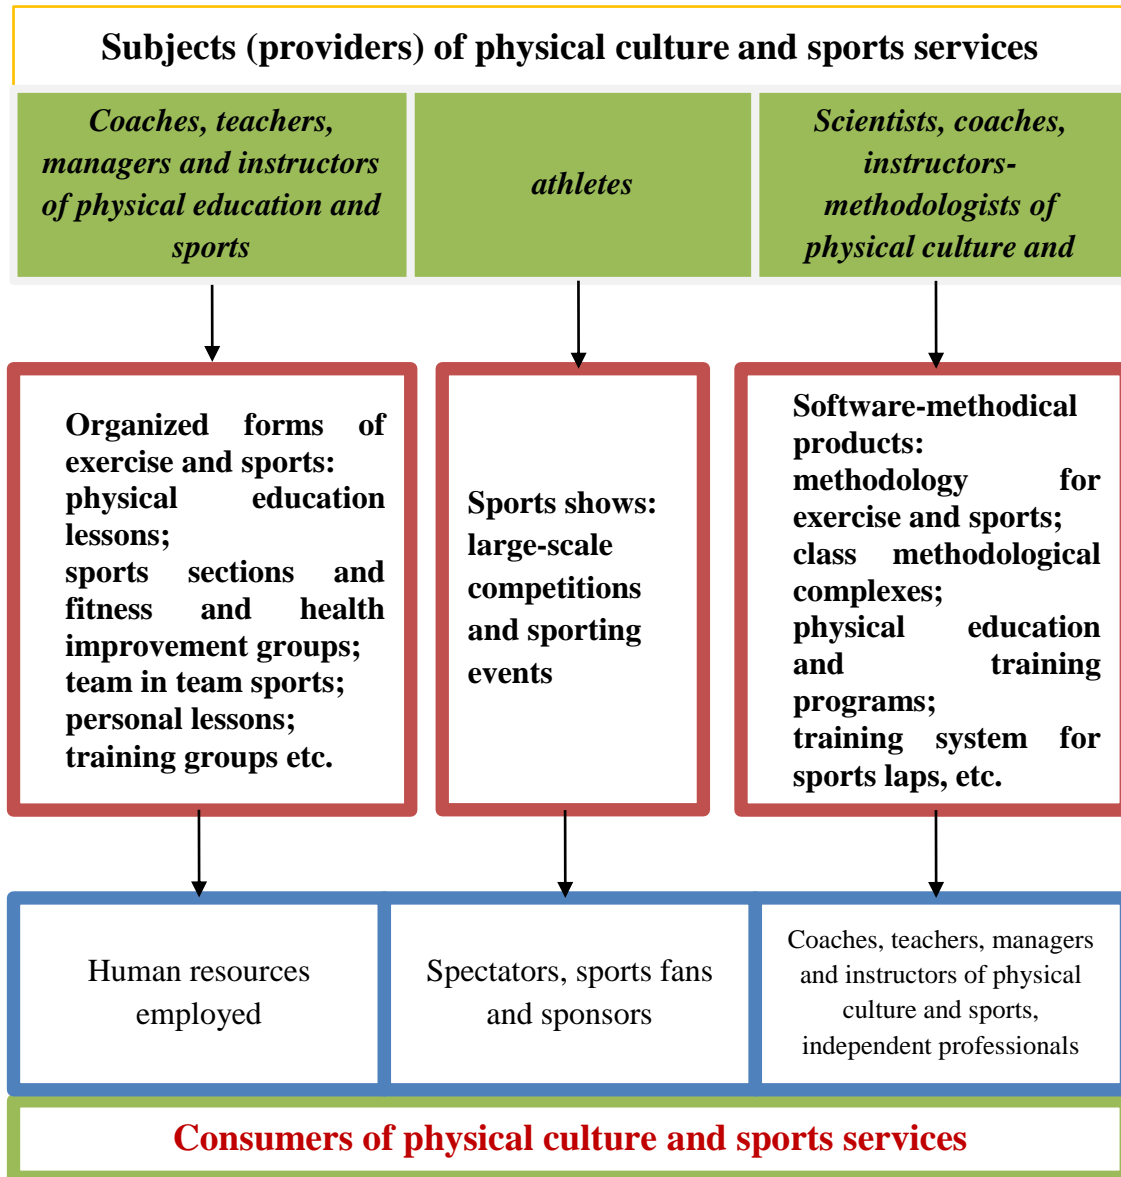 Subjects (providers) of physical culture and sports services
Coaches, teachers,
managers and instructors
of physical education and
sports
athletes
Scientists, coaches,
instructors-
methodologists of
physical culture and
Organized forms of
exercise and sports:
physical education
lessons;
sports sections and
fitness and health
improvement groups;
team in team sports;
personal lessons;
training groups etc.
Sports shows:
large-scale
competitions
and sporting
events
Software-methodical
products:
methodology for
exercise and sports;
class methodological
complexes;
physical education
and training
programs;
training system for
sports laps, etc.
Human resources
employed
Spectators, sports fans
and sponsors
Coaches, teachers, managers
and instructors of physical
culture and sports,
independent professionals
Consumers of physical culture and sports services